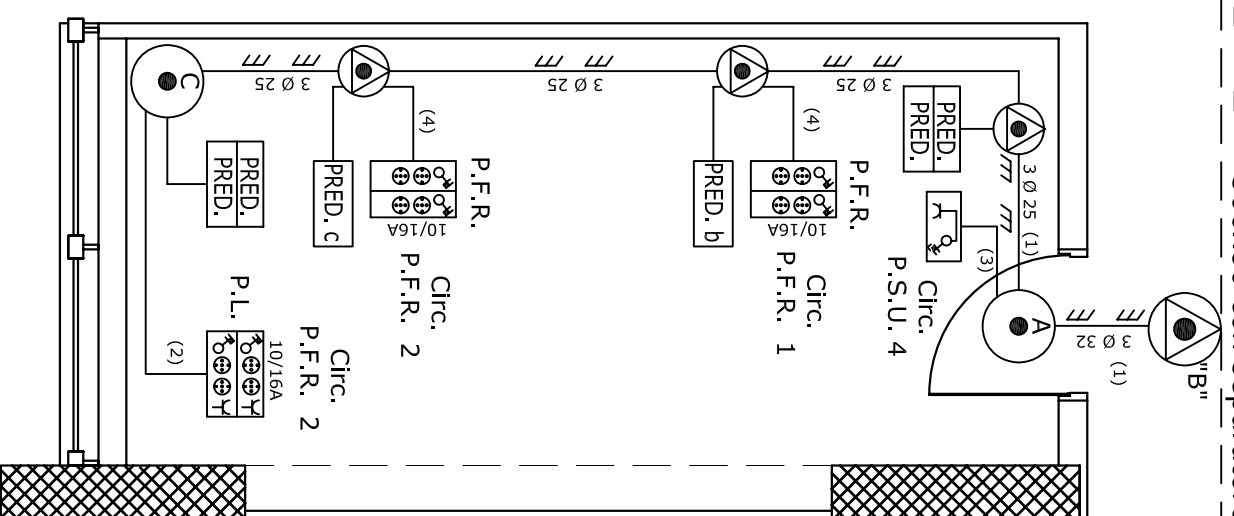 "B"
3 Ø 32
(1)
A
3 Ø 25
(1)
(3)
PRED.
PRED.
Circ.
P.S.U. 4
3 Ø 25
(4)
P.F.R.
10/16A
PRED. b
Circ.
P.F.R. 1
3 Ø 25
(4)
P.F.R.
10/16A
PRED. c
Circ.
P.F.R. 2
3 Ø 25
C
PRED.
PRED.
P.L.
10/16A
(2)
Circ.
P.F.R. 2